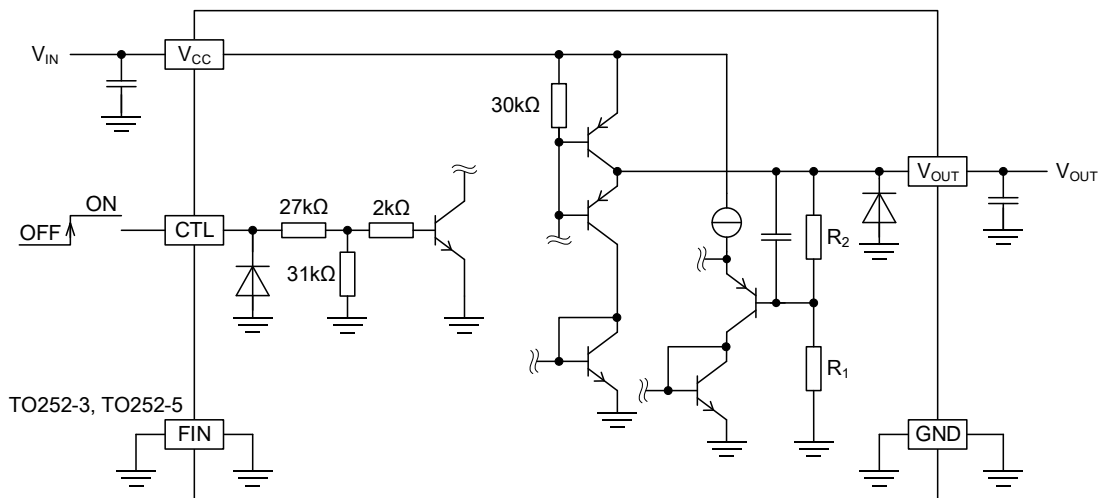 V_IN
V_CC
30kΩ
V_OUT
V_OUT
ON
OFF
CTL
27kΩ
2kΩ
31kΩ
R_2
R_1
TO252-3, TO252-5
FIN
GND